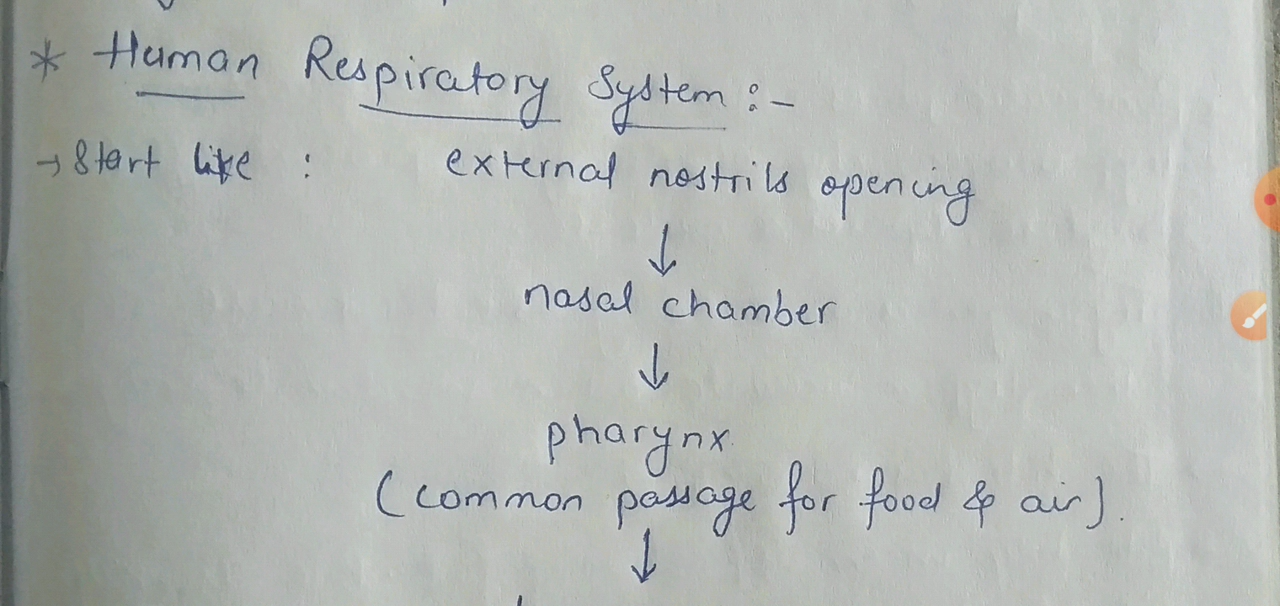 * Human Respiratory System :-
→ Start like : external nostrils opening
↓
nasal chamber
↓
pharynx
(common passage for food & air).
↓